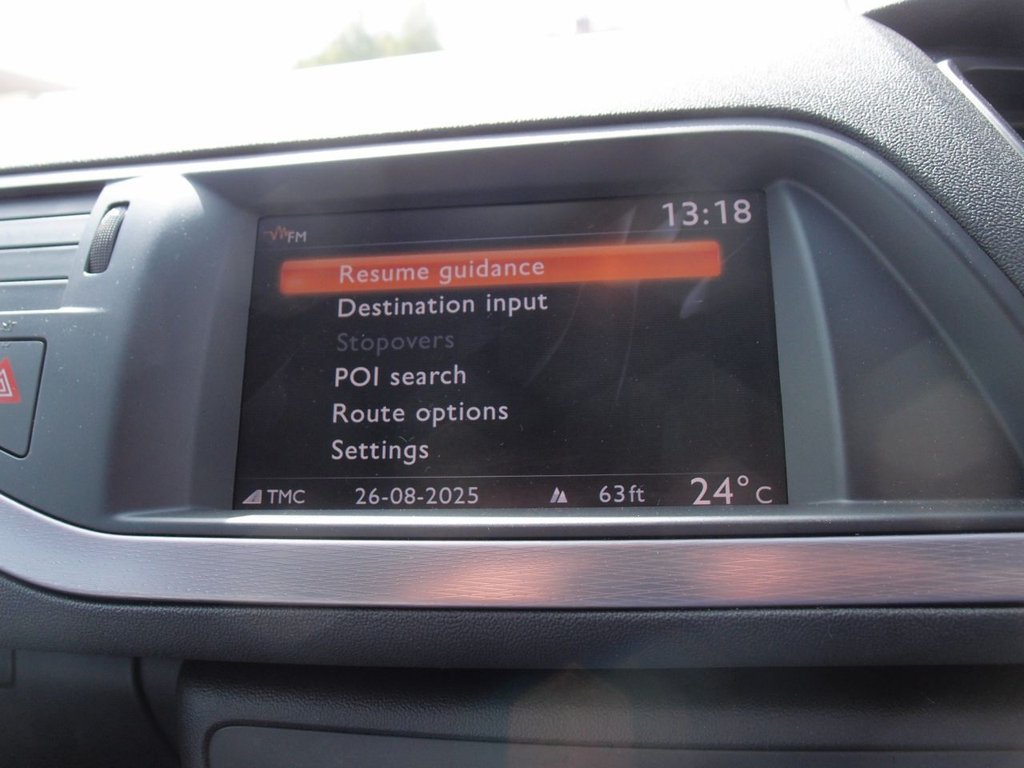 FM 13:18
Resume guidance
Destination input
Stopovers
POI search
Route options
Settings
TMC 26-08-2025 63ft 24°C